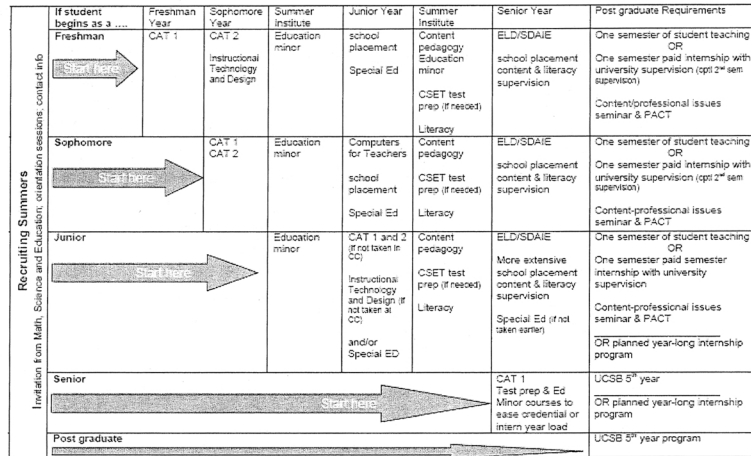 Recruiting Summers
Invitation from Math, Science and Education; orientation sessions; contact info
If student begins as a ....
Freshman Year
Sophomore Year
Summer Institute
Junior Year
Summer Institute
Senior Year
Post graduate Requirements
Freshman
Start here
CAT 1
CAT 2
Instructional
Technology
and Design
Education
minor
school
placement
Special Ed
Content
pedagogy
Education
minor
CSET test
prep (if needed)
Literacy
ELD/SDAIE
school placement
content & literacy
supervision
One semester of student teaching
OR
One semester paid internship with
university supervision (optl 2nd sem
supervision)
Content/professional issues
seminar & PACT
Sophomore
Start here
CAT 1
CAT 2
Education
minor
Computers
for Teachers
school
placement
Special Ed
Content
pedagogy
CSET test
prep (if needed)
Literacy
ELD/SDAIE
school placement
content & literacy
supervision
One semester of student teaching
OR
One semester paid internship with
university supervision (optl 2nd sem
supervision)
Content-professional issues
seminar & PACT
Junior
Start here
Education
minor
CAT 1 and 2
(if not taken in
CC)
Instructional
Technology
and Design (if
not taken at
CC)
and/or
Special ED
Content
pedagogy
CSET test
prep (if needed)
Literacy
ELD/SDAIE
More extensive
school placement
content & literacy
supervision
Special Ed (if not
taken earlier)
One semester of student teaching
OR
One semester paid semester
internship with university
supervision
Content-professional issues
seminar & PACT
OR planned year-long internship
program
Senior
Start here
CAT 1
Test prep & Ed
Minor courses to
ease credential or
intern year load
UCSB 5th year
OR planned year-long internship
program
Post graduate
UCSB 5th year program